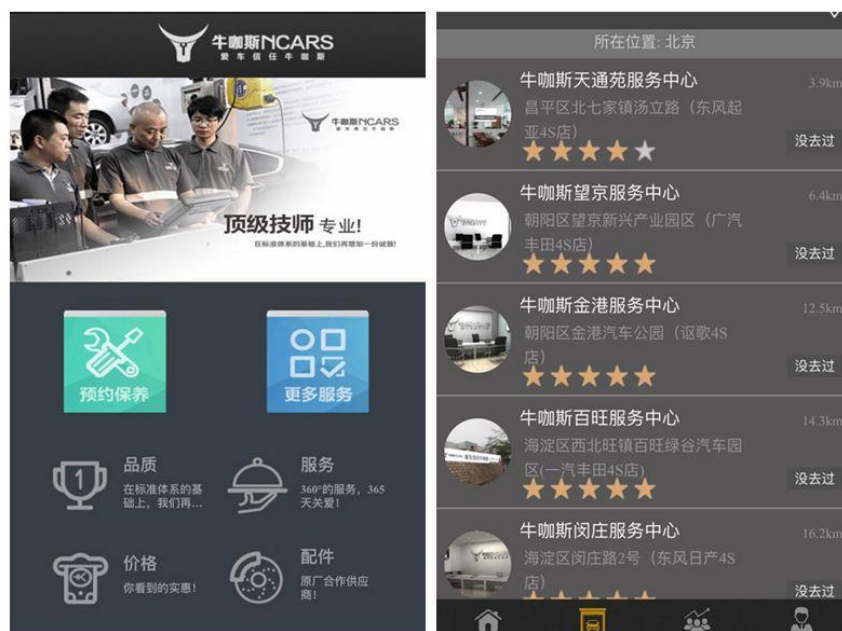 牛咖斯NCARS
爱车信任牛咖斯
牛咖斯NCARS
爱车信任牛咖斯
顶级技师 专业!
在标准体系的基础上,我们再增加一份诚意!
预约保养
更多服务
1
品质
在标准体系的基
础上，我们再...
服务
360°的服务，365
天关爱!
价格
你看到的实惠!
配件
原厂合作供应
商!
所在位置: 北京
牛咖斯天通苑服务中心
3.9km
昌平区北七家镇汤立路（东风起
亚4S店）
没去过
牛咖斯望京服务中心
6.4km
朝阳区望京新兴产业园区（广汽
丰田4S店）
没去过
牛咖斯金港服务中心
12.5km
朝阳区金港汽车公园（讴歌4S
店）
没去过
牛咖斯百旺服务中心
14.3km
海淀区西北旺镇百旺绿谷汽车园
区(一汽丰田4S店)
没去过
牛咖斯闵庄服务中心
16.2km
海淀区闵庄路2号（东风日产4S
店）
没去过